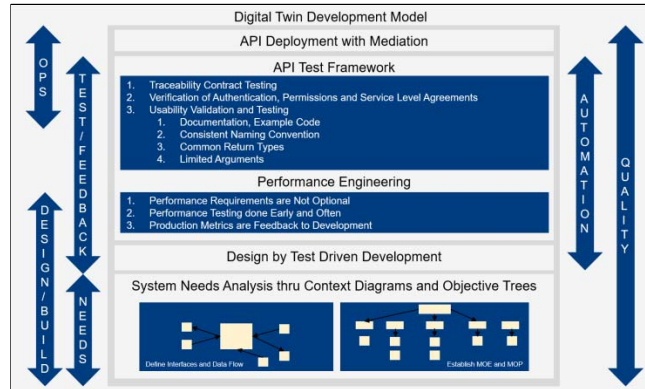 Digital Twin Development Model
API Deployment with Mediation
API Test Framework
1. Traceability Contract Testing
2. Verification of Authentication, Permissions and Service Level Agreements
3. Usability Validation and Testing
1. Documentation, Example Code
2. Consistent Naming Convention
3. Common Return Types
4. Limited Arguments
Performance Engineering
1. Performance Requirements are Not Optional
2. Performance Testing done Early and Often
3. Production Metrics are Feedback to Development
Design by Test Driven Development
System Needs Analysis thru Context Diagrams and Objective Trees
Define Interfaces and Data Flow
Establish MOE and MOP
OPS
TEST/FEEDBACK
DESIGN/BUILD
NEEDS
AUTOMATION
QUALITY